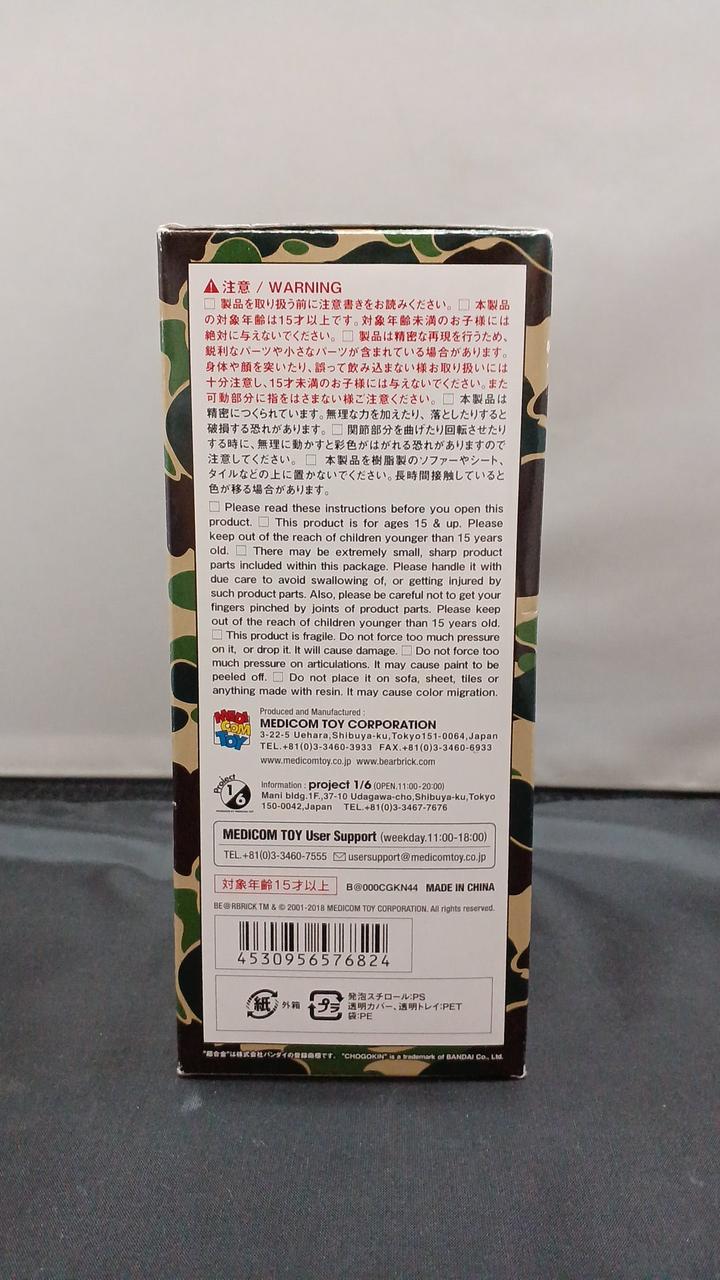 注意 / WARNING
□ 製品を取り扱う前に注意書きをお読みください。 □ 本製品
の対象年齢は15才以上です。対象年齢未満のお子様には
絶対に与えないでください。 □ 製品は精密な再現を行うため、
鋭利なパーツや小さなパーツが含まれている場合があります。
身体や顔を突いたり、誤って飲み込まない様お取り扱いには
十分注意し、15才未満のお子様には与えないでください。また
可動部分に指をはさまない様ご注意ください。 □ 本製品は
精密につくられています。無理な力を加えたり、落としたりすると
破損する恐れがあります。 □ 関節部分を曲げたり回転させたり
する時に、無理に動かすと彩色がはがれる恐れがありますので
注意してください。 □ 本製品を樹脂製のソファーやシート、
タイルなどの上に置かないでください。長時間接触していると
色が移る場合があります。
□ Please read these instructions before you open this
product. □ This product is for ages 15 & up. Please
keep out of the reach of children younger than 15 years
old. □ There may be extremely small, sharp product
parts included within this package. Please handle it with
due care to avoid swallowing of, or getting injured by
such product parts. Also, please be careful not to get your
fingers pinched by joints of product parts. Please keep
out of the reach of children younger than 15 years old.
□ This product is fragile. Do not force too much pressure
on it, or drop it. It will cause damage. □ Do not force too
much pressure on articulations. It may cause paint to be
peeled off. □ Do not place it on sofa, sheet, tiles or
anything made with resin. It may cause color migration.
MEDI COM TOY
Produced and Manufactured :
MEDICOM TOY CORPORATION
3-22-5 Uehara,Shibuya-ku,Tokyo151-0064,Japan
TEL.+81(0)3-3460-3933 FAX.+81(0)3-3460-6933
www.medicomtoy.co.jp www.bearbrick.com
Project 1/6
Information : project 1/6 (OPEN.11:00-20:00)
Mani bldg.1F.,37-10 Udagawa-cho,Shibuya-ku,Tokyo
150-0042,Japan TEL.+81(0)3-3467-7676
MEDICOM TOY User Support (weekday.11:00-18:00)
TEL.+81(0)3-3460-7555 usersupport@medicomtoy.co.jp
対象年齢15才以上 B@000CGKN44 MADE IN CHINA
BE@RBRICK TM & © 2001-2018 MEDICOM TOY CORPORATION. All rights reserved.
4530956576824
紙 外箱 プラ 発泡スチロール:PS
透明カバー、透明トレイ:PET
袋:PE
"超合金"は株式会社バンダイの登録商標です。 "CHOGOKIN" is a trademark of BANDAI Co., Ltd.